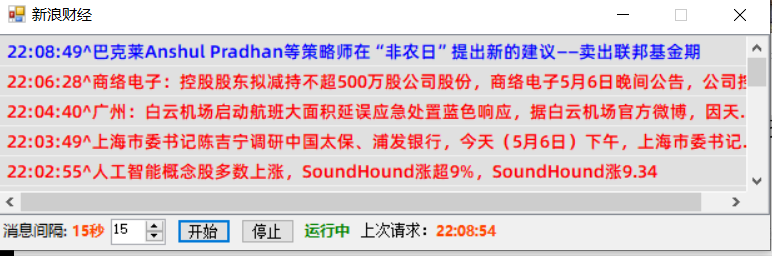 新浪财经
22:08:49^巴克莱Anshul Pradhan等策略师在“非农日”提出新的建议——卖出联邦基金期
22:06:28^商络电子：控股股东拟减持不超500万股公司股份，商络电子5月6日晚间公告，公司控
22:04:40^广州：白云机场启动航班大面积延误应急处置蓝色响应，据白云机场官方微博，因天.
22:03:49^上海市委书记陈吉宁调研中国太保、浦发银行，今天（5月6日）下午，上海市委书记.
22:02:55^人工智能概念股多数上涨，SoundHound涨超9%，SoundHound涨9.34
消息间隔: 15秒 15 开始 停止 运行中 上次请求: 22:08:54